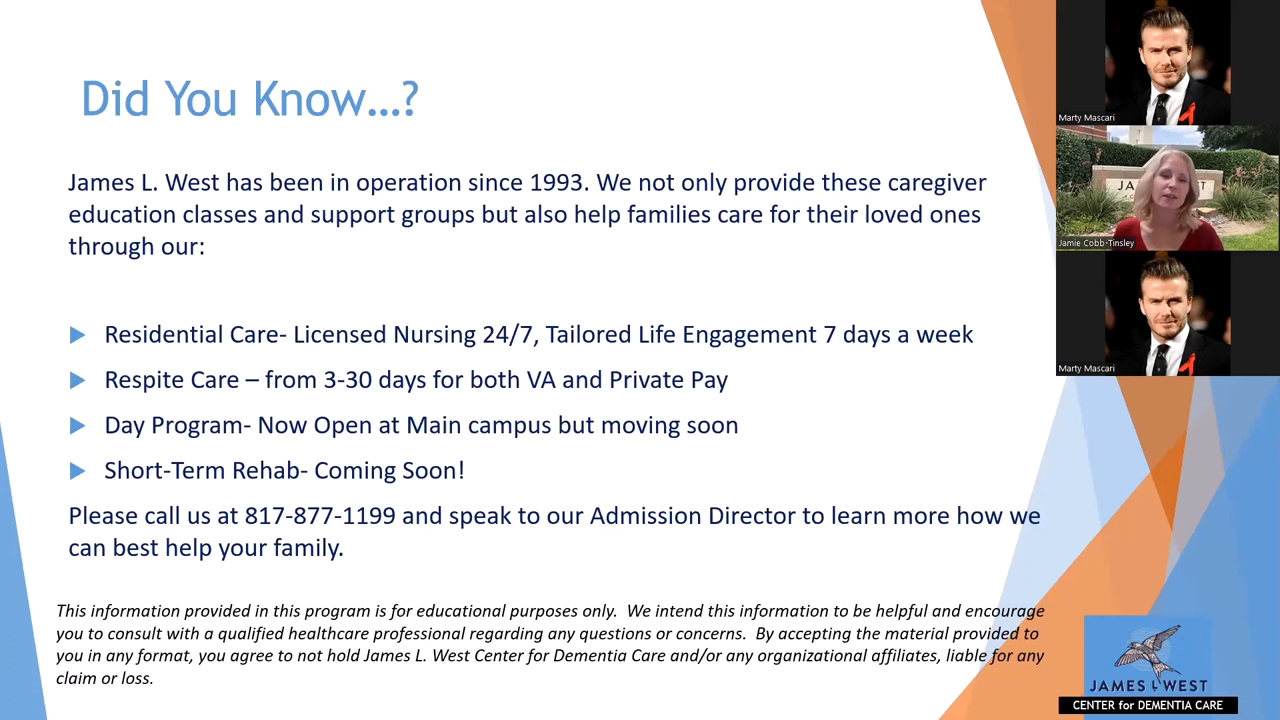 Did You Know...?
James L. West has been in operation since 1993. We not only provide these caregiver
education classes and support groups but also help families care for their loved ones
through our:
Residential Care- Licensed Nursing 24/7, Tailored Life Engagement 7 days a week
Respite Care – from 3-30 days for both VA and Private Pay
Day Program- Now Open at Main campus but moving soon
Short-Term Rehab- Coming Soon!
Please call us at 817-877-1199 and speak to our Admission Director to learn more how we
can best help your family.
This information provided in this program is for educational purposes only. We intend this information to be helpful and encourage
you to consult with a qualified healthcare professional regarding any questions or concerns. By accepting the material provided to
you in any format, you agree to not hold James L. West Center for Dementia Care and/or any organizational affiliates, liable for any
claim or loss.
Marty Mascari
Jamie Cobb-Tinsley
Marty Mascari
JAMES L WEST
CENTER for DEMENTIA CARE